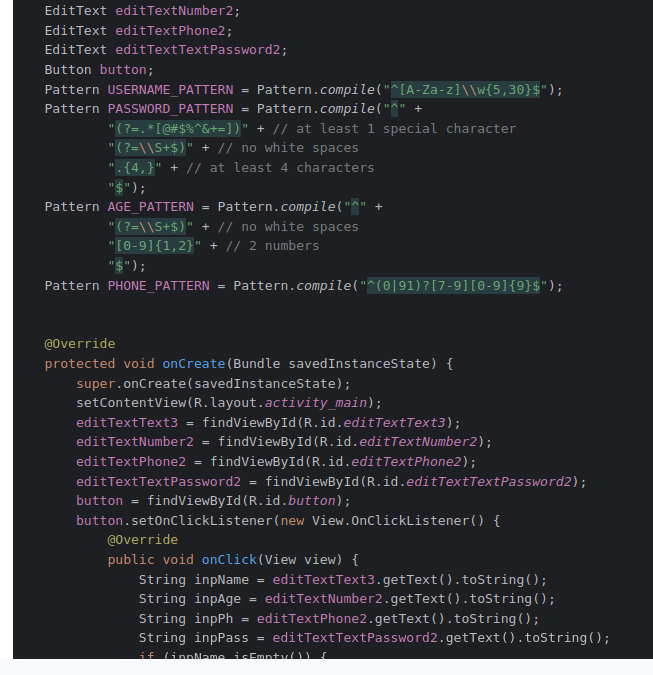 EditText editTextNumber2;
EditText editTextPhone2;
EditText editTextTextPassword2;
Button button;
Pattern USERNAME_PATTERN = Pattern.compile("^[A-Za-z]\\w{5,30}$");
Pattern PASSWORD_PATTERN = Pattern.compile("^" +
"(?=.*[@#$%^&+=])" + // at least 1 special character
"(?=\\S+$)" + // no white spaces
".{4,}" + // at least 4 characters
"$");
Pattern AGE_PATTERN = Pattern.compile("^" +
"(?=\\S+$)" + // no white spaces
"[0-9]{1,2}" + // 2 numbers
"$");
Pattern PHONE_PATTERN = Pattern.compile("^(0|91)?[7-9][0-9]{9}$");
@Override
protected void onCreate(Bundle savedInstanceState) {
super.onCreate(savedInstanceState);
setContentView(R.layout.activity_main);
editTextText3 = findViewById(R.id.editTextText3);
editTextNumber2 = findViewById(R.id.editTextNumber2);
editTextPhone2 = findViewById(R.id.editTextPhone2);
editTextTextPassword2 = findViewById(R.id.editTextTextPassword2);
button = findViewById(R.id.button);
button.setOnClickListener(new View.OnClickListener() {
@Override
public void onClick(View view) {
String inpName = editTextText3.getText().toString();
String inpAge = editTextNumber2.getText().toString();
String inpPh = editTextPhone2.getText().toString();
String inpPass = editTextTextPassword2.getText().toString();
if (inpName.isEmpty()) {